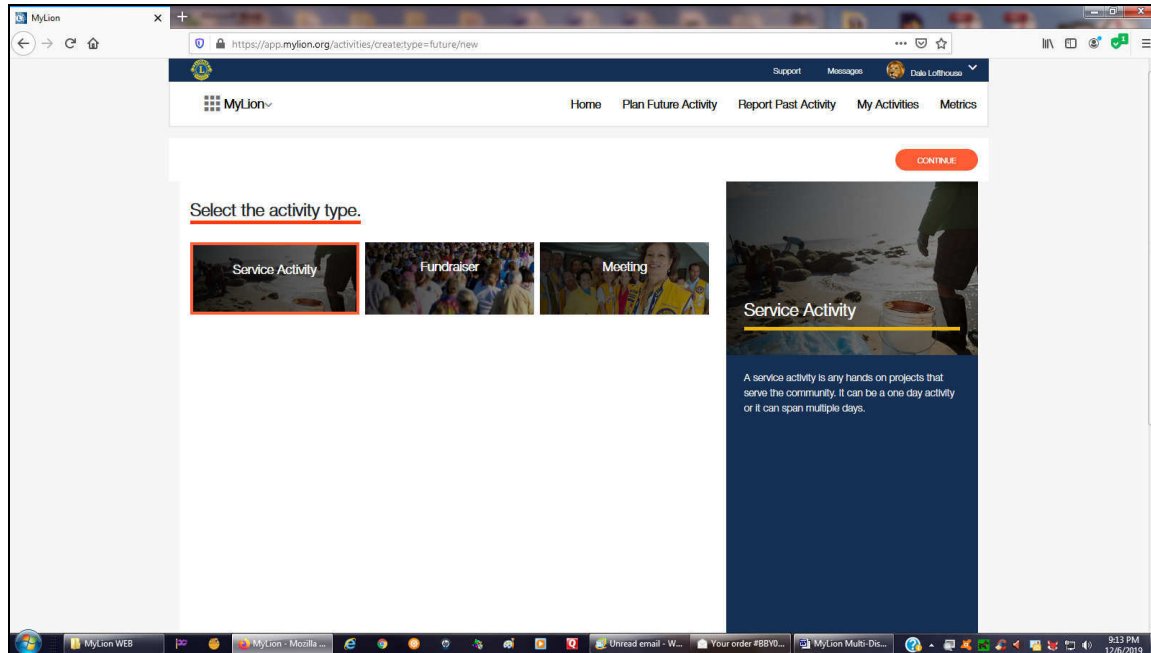 MyLion
https://app.mylion.org/activities/create;type=future/new
Support Messages Dale Lofthouse
MyLion
Home Plan Future Activity Report Past Activity My Activities Metrics
CONTINUE
Select the activity type.
Service Activity
Fundraiser
Meeting
Service Activity
A service activity is any hands on projects that
serve the community. It can be a one day activity
or it can span multiple days.
MyLion WEB
MyLion - Mozilla ...
Unread email - W...
Your order #BBY0...
MyLion Multi-Dis...
9:13 PM
12/6/2019